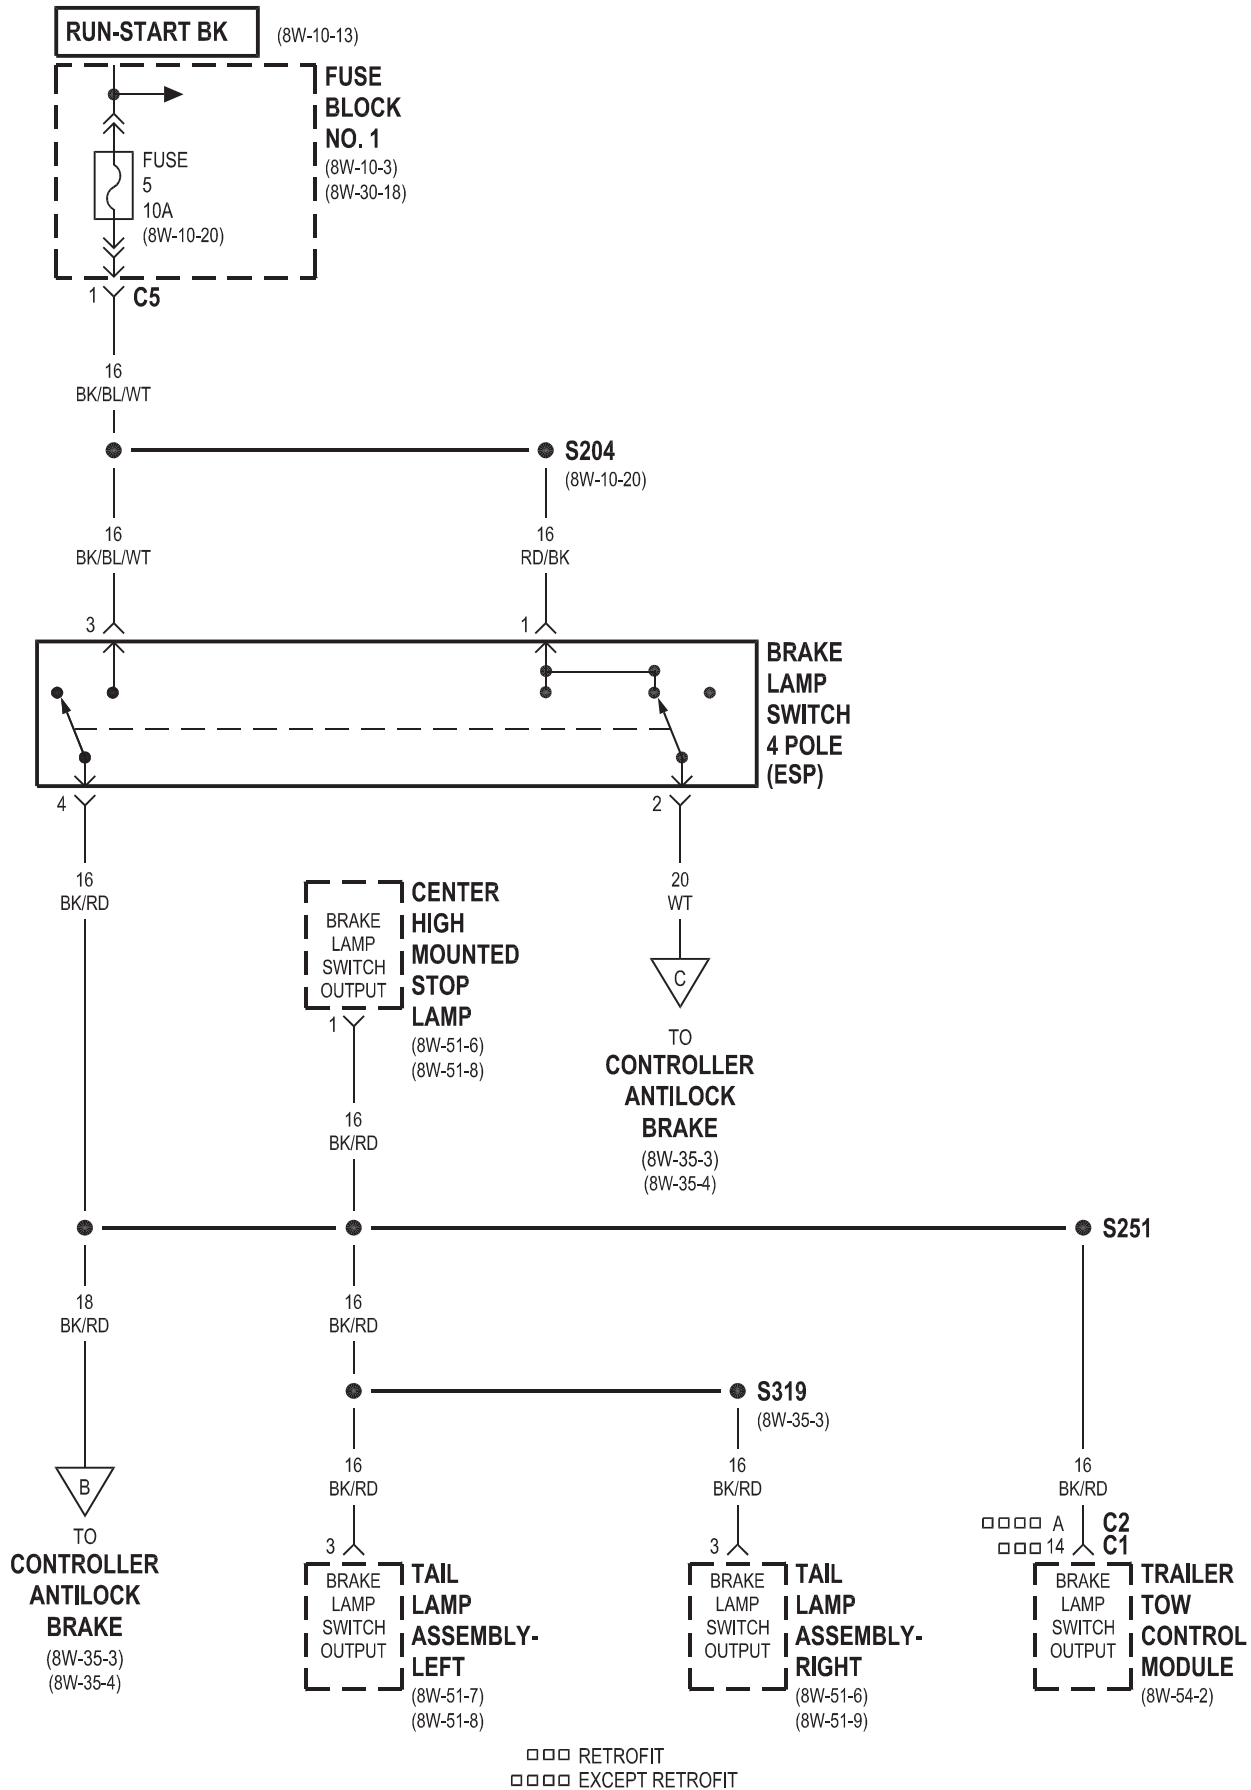 RUN-START BK
(8W-10-13)
FUSE
BLOCK
NO. 1
(8W-10-3)
(8W-30-18)
FUSE
5
10A
(8W-10-20)
1
C5
16
BK/BL/WT
S204
(8W-10-20)
16
BK/BL/WT
16
RD/BK
3
1
BRAKE
LAMP
SWITCH
4 POLE
(ESP)
4
2
16
BK/RD
20
WT
BRAKE
LAMP
SWITCH
OUTPUT
CENTER
HIGH
MOUNTED
STOP
LAMP
(8W-51-6)
(8W-51-8)
1
C
TO
CONTROLLER
ANTILOCK
BRAKE
(8W-35-3)
(8W-35-4)
16
BK/RD
S251
18
BK/RD
16
BK/RD
S319
(8W-35-3)
B
TO
CONTROLLER
ANTILOCK
BRAKE
(8W-35-3)
(8W-35-4)
16
BK/RD
16
BK/RD
16
BK/RD
3
3
A C2
14 C1
BRAKE
LAMP
SWITCH
OUTPUT
TAIL
LAMP
ASSEMBLY-
LEFT
(8W-51-7)
(8W-51-8)
BRAKE
LAMP
SWITCH
OUTPUT
TAIL
LAMP
ASSEMBLY-
RIGHT
(8W-51-6)
(8W-51-9)
BRAKE
LAMP
SWITCH
OUTPUT
TRAILER
TOW
CONTROL
MODULE
(8W-54-2)
RETROFIT
EXCEPT RETROFIT